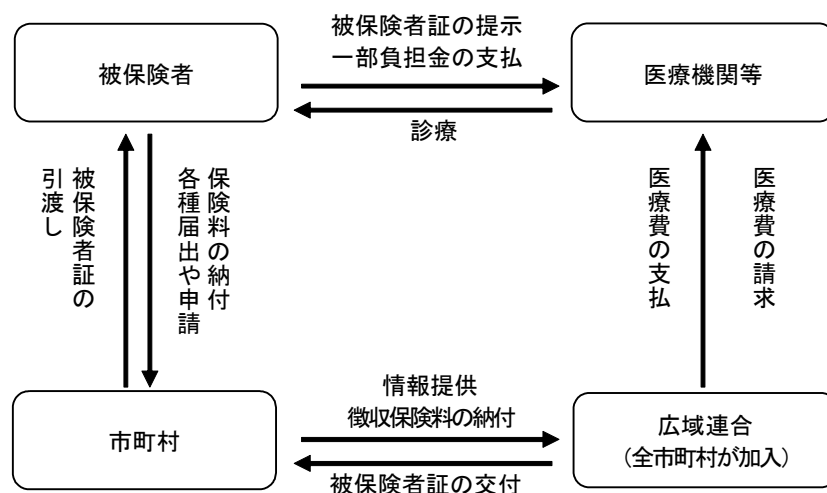 被保険者証の提示
一部負担金の支払
被保険者
医療機関等
診療
被保険者証の
引渡し
保険料の納付
各種届出や申請
医療費の支払
医療費の請求
情報提供
徴収保険料の納付
市町村
広域連合
(全市町村が加入)
被保険者証の交付